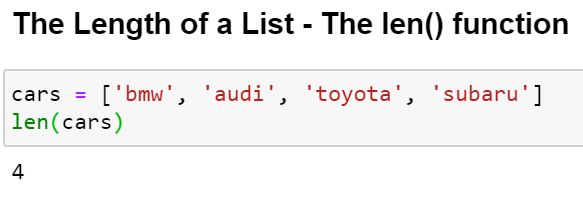 The Length of a List - The len() function
cars = ['bmw', 'audi', 'toyota', 'subaru']
len(cars)
4